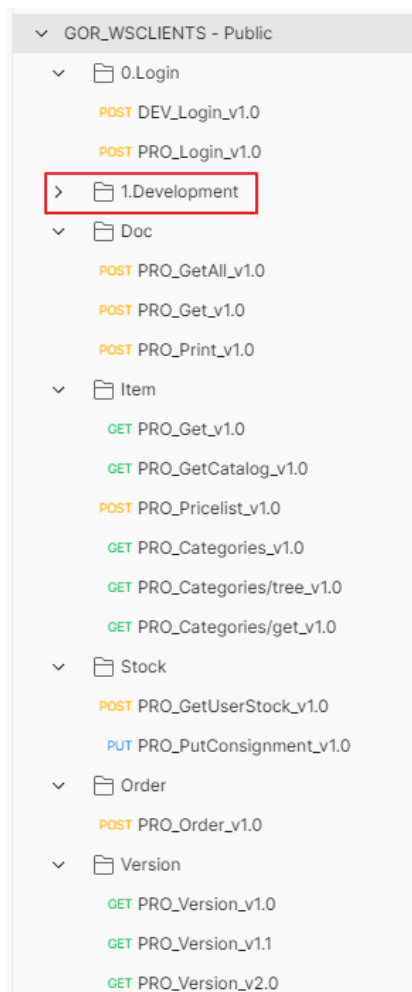 GOR_WSCLIENTS - Public
0.Login
POST DEV_Login_v1.0
POST PRO_Login_v1.0
1.Development
Doc
POST PRO_GetAll_v1.0
POST PRO_Get_v1.0
POST PRO_Print_v1.0
Item
GET PRO_Get_v1.0
GET PRO_GetCatalog_v1.0
POST PRO_Pricelist_v1.0
GET PRO_Categories_v1.0
GET PRO_Categories/tree_v1.0
GET PRO_Categories/get_v1.0
Stock
POST PRO_GetUserStock_v1.0
PUT PRO_PutConsignment_v1.0
Order
POST PRO_Order_v1.0
Version
GET PRO_Version_v1.0
GET PRO_Version_v1.1
GET PRO_Version_v2.0